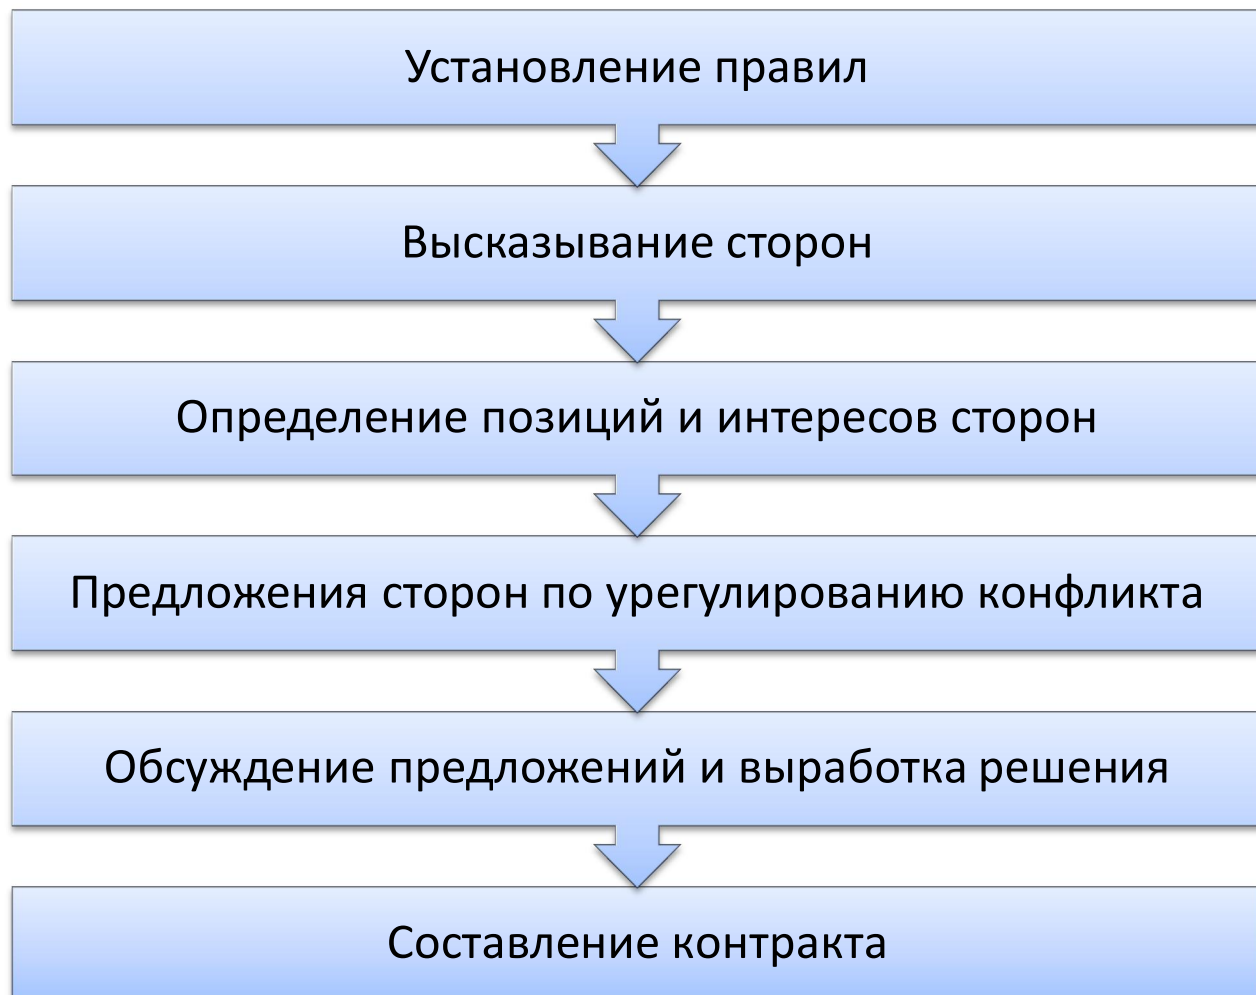 Установление правил
Высказывание сторон
Определение позиций и интересов сторон
Предложения сторон по урегулированию конфликта
Обсуждение предложений и выработка решения
Составление контракта